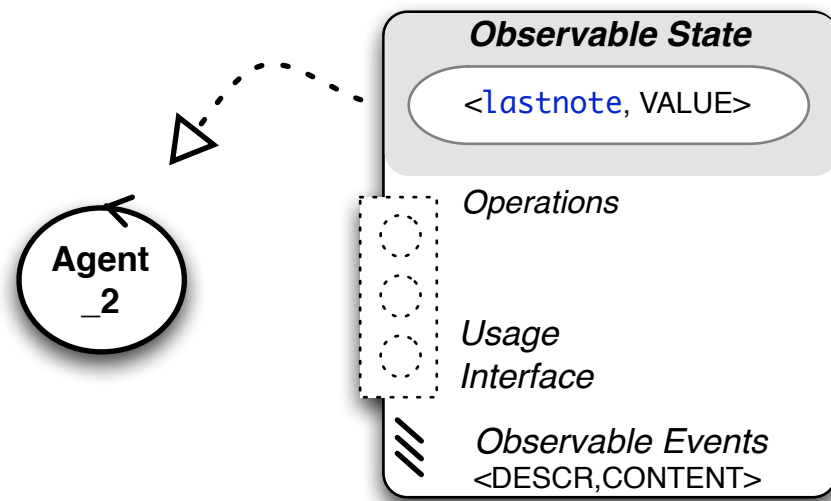 Observable State
<lastnote, VALUE>
Operations
Agent
_2
Usage
Interface
Observable Events
<DESCR,CONTENT>